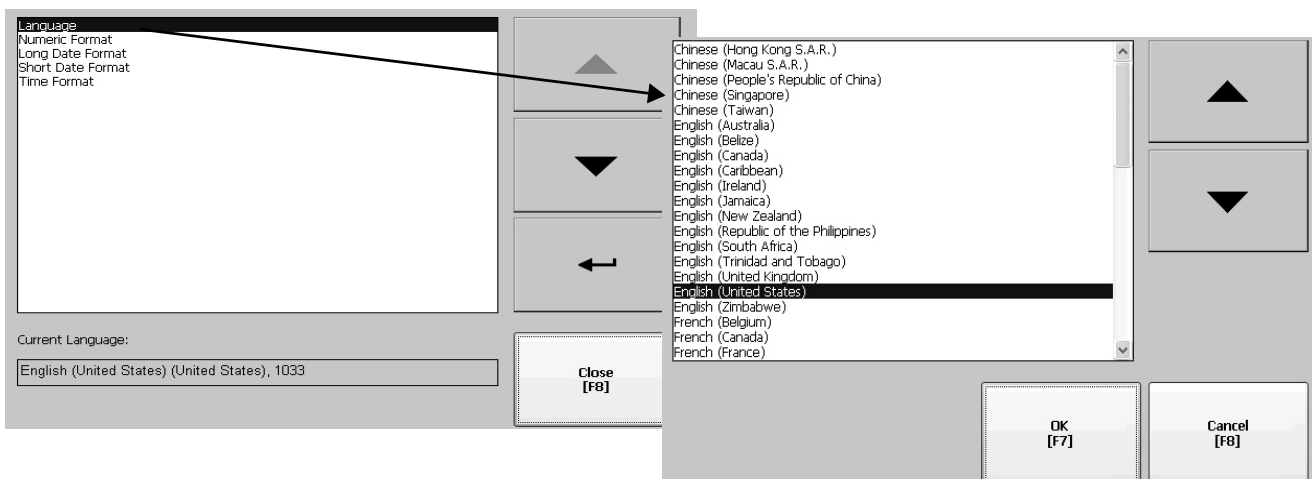 Language
Numeric Format
Long Date Format
Short Date Format
Time Format
Current Language:
English (United States) (United States), 1033
Close
[F8]
Chinese (Hong Kong S.A.R.)
Chinese (Macau S.A.R.)
Chinese (People's Republic of China)
Chinese (Singapore)
Chinese (Taiwan)
English (Australia)
English (Belize)
English (Canada)
English (Caribbean)
English (Ireland)
English (Jamaica)
English (New Zealand)
English (Republic of the Philippines)
English (South Africa)
English (Trinidad and Tobago)
English (United Kingdom)
English (United States)
English (Zimbabwe)
French (Belgium)
French (Canada)
French (France)
OK
[F7]
Cancel
[F8]